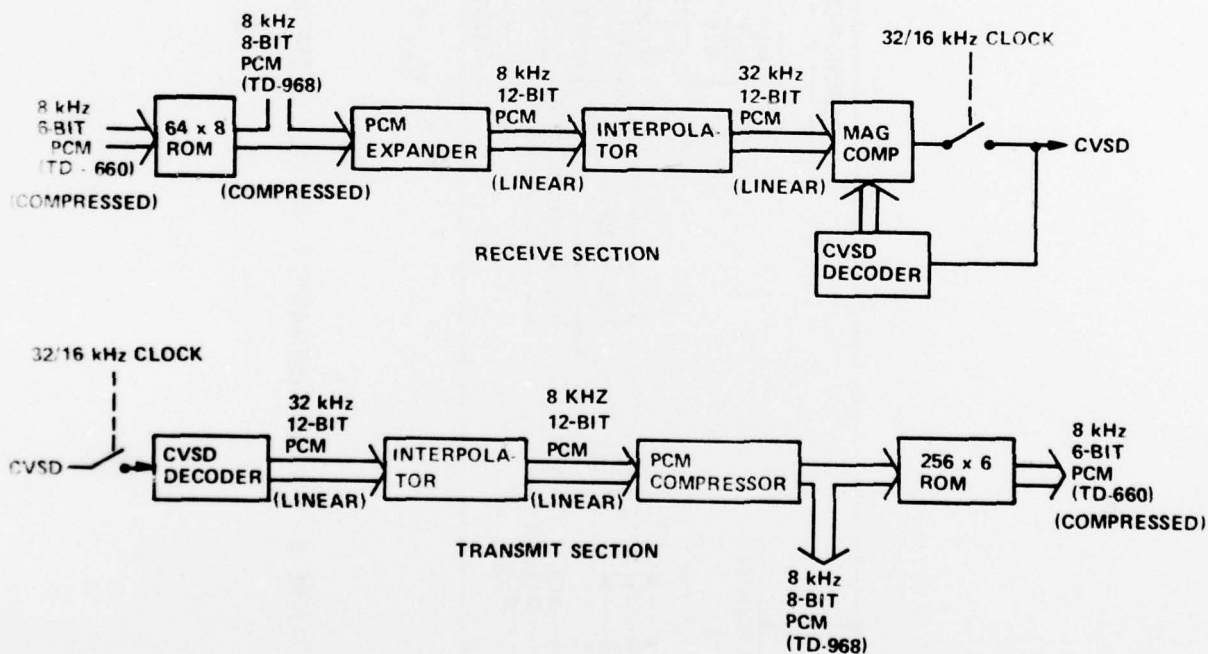 8 kHz
8-BIT
PCM
(TD-968)
32/16 kHz CLOCK
8 kHz
6-BIT
PCM
(TD - 660)
(COMPRESSED)
64 x 8
ROM
(COMPRESSED)
PCM
EXPANDER
8 kHz
12-BIT
PCM
(LINEAR)
INTERPOLA-
TOR
32 kHz
12-BIT
PCM
(LINEAR)
MAG
COMP
CVSD
CVSD
DECODER
RECEIVE SECTION
32/16 kHz CLOCK
CVSD
CVSD
DECODER
32 kHz
12-BIT
PCM
(LINEAR)
INTERPOLA-
TOR
8 KHZ
12-BIT
PCM
(LINEAR)
PCM
COMPRESSOR
256 x 6
ROM
8 kHz
6-BIT
PCM
(TD-660)
(COMPRESSED)
TRANSMIT SECTION
8 kHz
8-BIT
PCM
(TD-968)